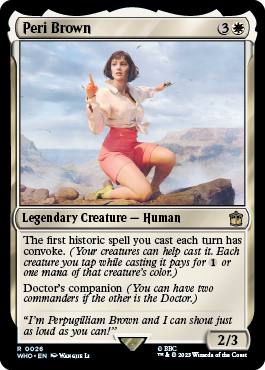 Peri Brown 3
The first historic spell you cast each turn has
convoke. (Your creatures can help cast it. Each
creature you tap while casting it pays for 1 or
one mana of that creature's color.)
Legendary Creature — Human
Doctor's companion (You can have two
commanders if the other is the Doctor.)
"I'm Perpugilliam Brown and I can shout just
as loud as you can!"
2/3
R 0026
WHO • EN Wangjie Li
© BBC
™ & © 2023 Wizards of the Coast